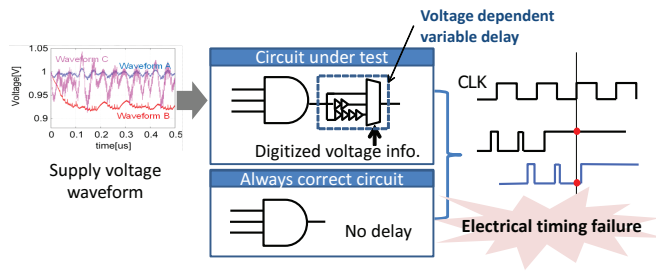 Voltage dependent
variable delay
1.05
Waveform C
Waveform A
1
Voltage[V]
0.95
Waveform B
0.9
0
0.1
0.2
0.3
0.4
0.5
time[us]
Supply voltage
waveform
Circuit under test
Digitized voltage info.
Always correct circuit
No delay
CLK
Electrical timing failure